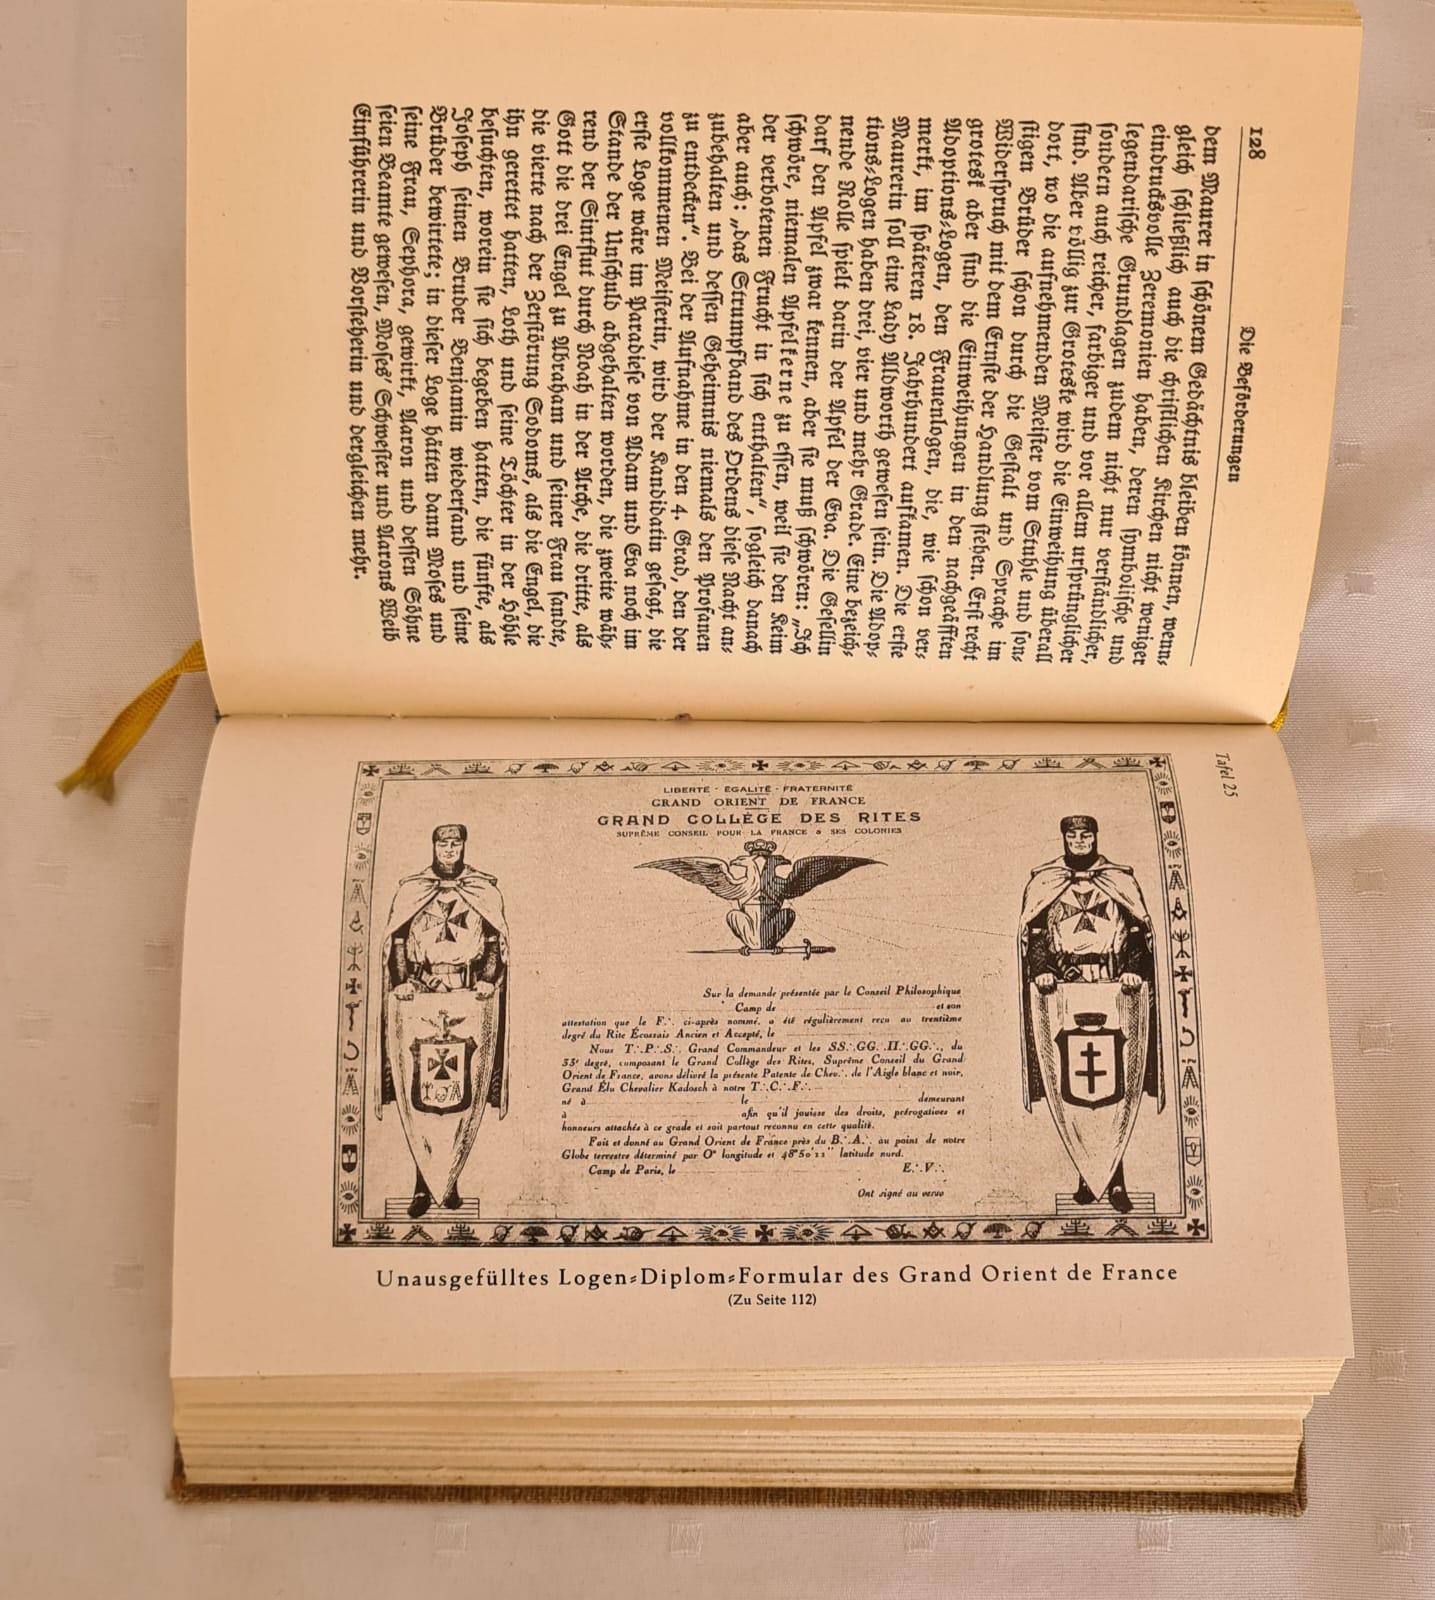 128
Die Beförderungen
dem Maurer in schönem Gedächtnis bleiben können, wenn⸗
gleich schließlich auch die christlichen Kirchen nicht weniger
eindrucksvolle Zeremonien haben, deren symbolische und
legendarische Grundlagen zudem nicht nur verständlicher,
sondern auch reicher, farbiger und vor allem ursprünglicher
sind. Aber völlig zur Groteske wird die Einweihung überall
dort, wo die aufnehmenden Meister vom Stuhle und son⸗
stigen Brüder schon durch die Gestalt und Sprache im
Widerspruch mit dem Ernste der Handlung stehen. Erst recht
grotesk aber sind die Einweihungen in den nachgeäfften
Adoptions⸗Logen, den Frauenlogen, die, wie schon ver⸗
merkt, im späteren 18. Jahrhundert aufkamen. Die erste
Maurerin soll eine Lady Aldworth gewesen sein. Die Adop⸗
tions⸗Logen haben drei, vier und mehr Grade. Eine bezeich⸗
nende Rolle spielt darin der Apfel der Eva. Die Gesellin
darf den Apfel zwar kennen, aber sie muß schwören: „Ich
schwöre, niemalen Apfelkerne zu essen, weil sie den Keim
der verbotenen Frucht in sich enthalten“, sogleich danach
aber auch: „das Strumpfband des Ordens diese Nacht an⸗
zubehalten und dessen Geheimnis niemals den Profanen
zu entdecken“. Bei der Aufnahme in den 4. Grad, den der
vollkommenen Meisterin, wird der Kandidatin gesagt, die
erste Loge wäre im Paradiese von Adam und Eva noch im
Stande der Unschuld abgehalten worden, die zweite wäh⸗
rend der Sintflut durch Noah in der Arche, die dritte, als
Gott die drei Engel zu Abraham und seiner Frau sandte,
die vierte nach der Zerstörung Sodoms, als die Engel, die
ihn gerettet hatten, Loth und seine Töchter in der Höhle
besuchten, worein sie sich begeben hatten, die fünfte, als
Joseph seinen Bruder Benjamin wiederfand und seine
Brüder bewirtete; in dieser Loge hätten dann Moses und
seine Frau, Sephora, gewirkt, Aaron und dessen Söhne
seien Beamte gewesen, Moses' Schwester und Aarons Weib
Einführerin und Vorsteherin und dergleichen mehr.
Tafel 25
LIBERTÉ · ÉGALITÉ · FRATERNITÉ
GRAND ORIENT DE FRANCE
GRAND COLLÈGE DES RITES
SUPRÊME CONSEIL POUR LA FRANCE & SES COLONIES
Sur la demande présentée par le Conseil Philosophique
Camp de et son
attestation que le F∴ ci-après nommé, a été régulièrement reçu au trentième
degré du Rite Écossais Ancien et Accepté, le
Nous T∴P∴S∴ Grand Commandeur et les SS∴GG∴II∴GG∴, du
33e degré, composant le Grand Collège des Rites, Suprême Conseil du Grand
Orient de France, avons délivré la présente Patente de Chev∴ de l'Aigle blanc et noir,
Grand Élu Chevalier Kadosch à notre T∴C∴F∴
né à le demeurant
à afin qu'il jouisse des droits, prérogatives et
honneurs attachés à ce grade et soit partout reconnu en cette qualité.
Fait et donné au Grand Orient de France près du B∴A∴ au point de notre
Globe terrestre déterminé par 0° longitude et 48°50'11" latitude nord.
Camp de Paris, le E∴V∴
Ont signé au verso
Unausgefülltes Logen⸗Diplom⸗Formular des Grand Orient de France
(Zu Seite 112)